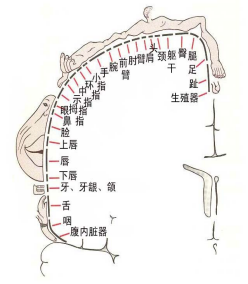 生殖器
趾
足
腿
臀
躯干
颈
头
肩
臂
肘
前臂
腕
手
小指
环指
中指
示指
拇指
眼
鼻
脸
上唇
唇
下唇
牙、牙龈、颌
舌
咽
腹内脏器